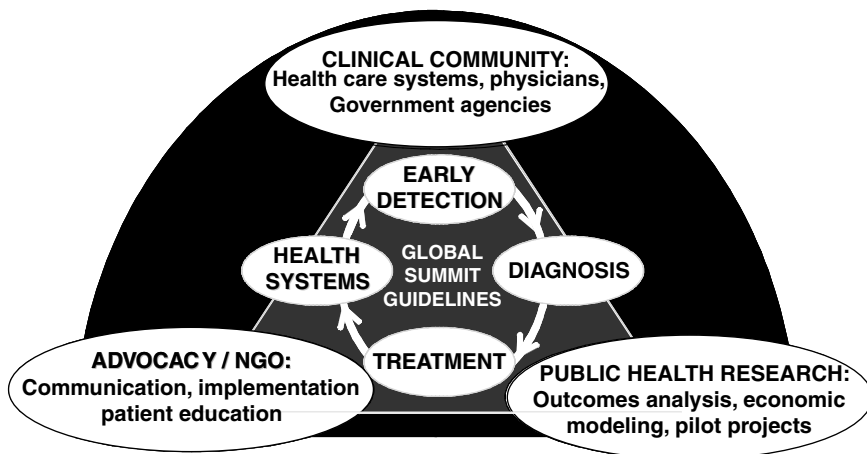 CLINICAL COMMUNITY:
Health care systems, physicians,
Government agencies
EARLY
DETECTION
HEALTH
SYSTEMS
GLOBAL
SUMMIT
GUIDELINES
DIAGNOSIS
TREATMENT
ADVOCACY / NGO:
Communication, implementation
patient education
PUBLIC HEALTH RESEARCH:
Outcomes analysis, economic
modeling, pilot projects